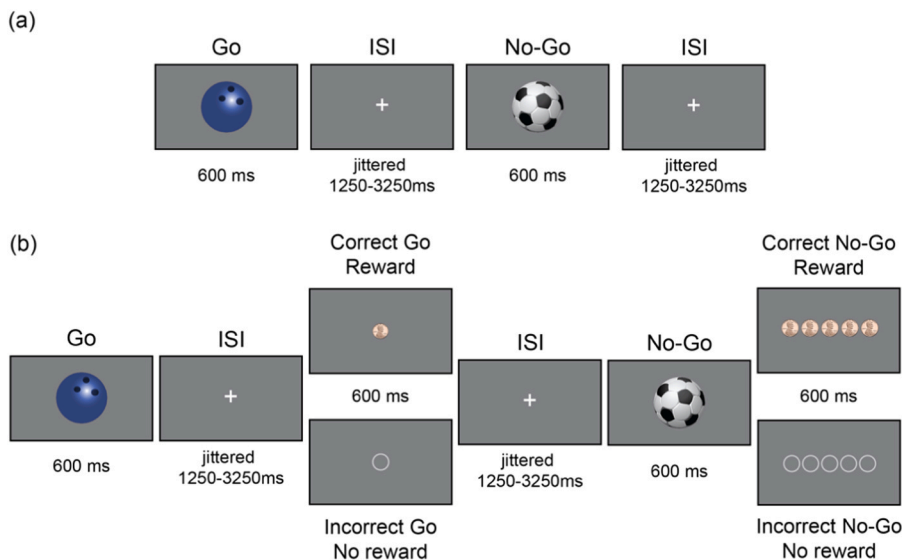 (a)
Go
ISI
No-Go
ISI
600 ms
jittered
1250-3250ms
600 ms
jittered
1250-3250ms
(b)
Correct Go
Reward
Correct No-Go
Reward
Go
ISI
ISI
No-Go
600 ms
600 ms
600 ms
jittered
1250-3250ms
jittered
1250-3250ms
600 ms
Incorrect Go
No reward
Incorrect No-Go
No reward